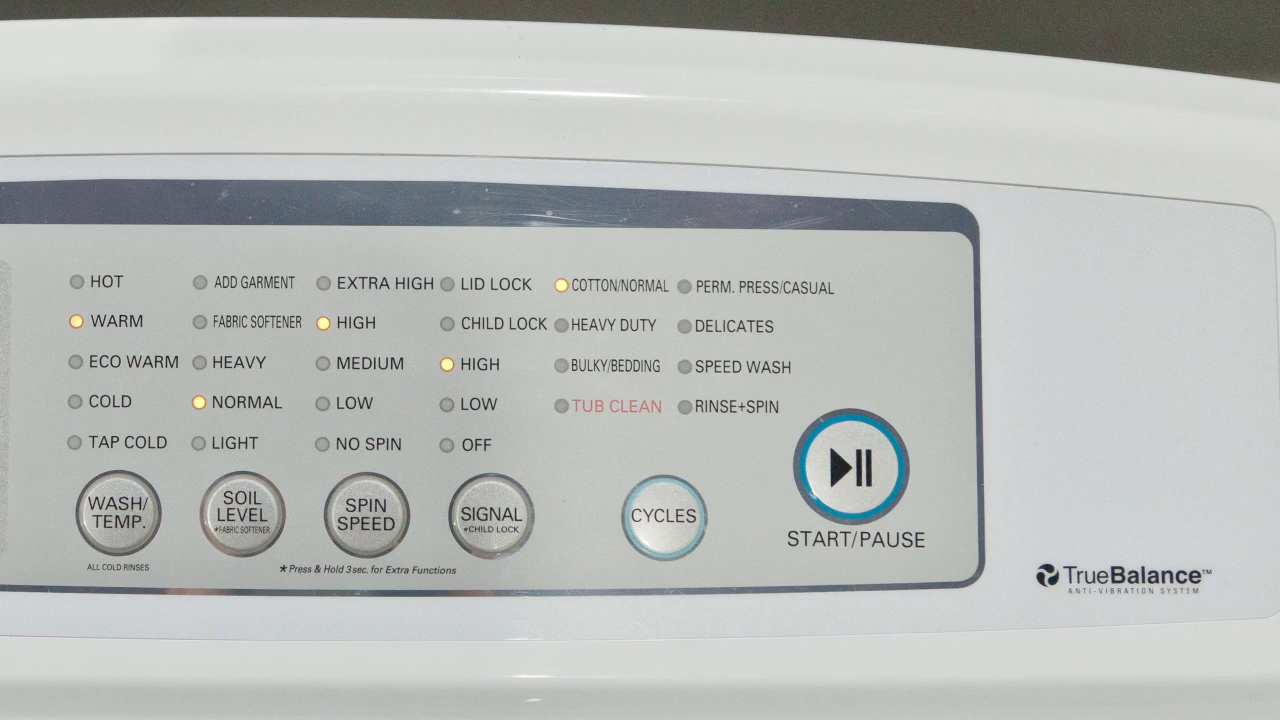 HOT ADD GARMENT EXTRA HIGH LID LOCK COTTON/NORMAL PERM. PRESS/CASUAL
WARM FABRIC SOFTENER HIGH CHILD LOCK HEAVY DUTY DELICATES
ECO WARM HEAVY MEDIUM HIGH BULKY/BEDDING SPEED WASH
COLD NORMAL LOW LOW TUB CLEAN RINSE+SPIN
TAP COLD LIGHT NO SPIN OFF
WASH/
TEMP.
ALL COLD RINSES
SOIL
LEVEL
*FABRIC SOFTENER
SPIN
SPEED
SIGNAL
*CHILD LOCK
*Press & Hold 3sec. for Extra Functions
CYCLES
START/PAUSE
TrueBalance™
ANTI-VIBRATION SYSTEM